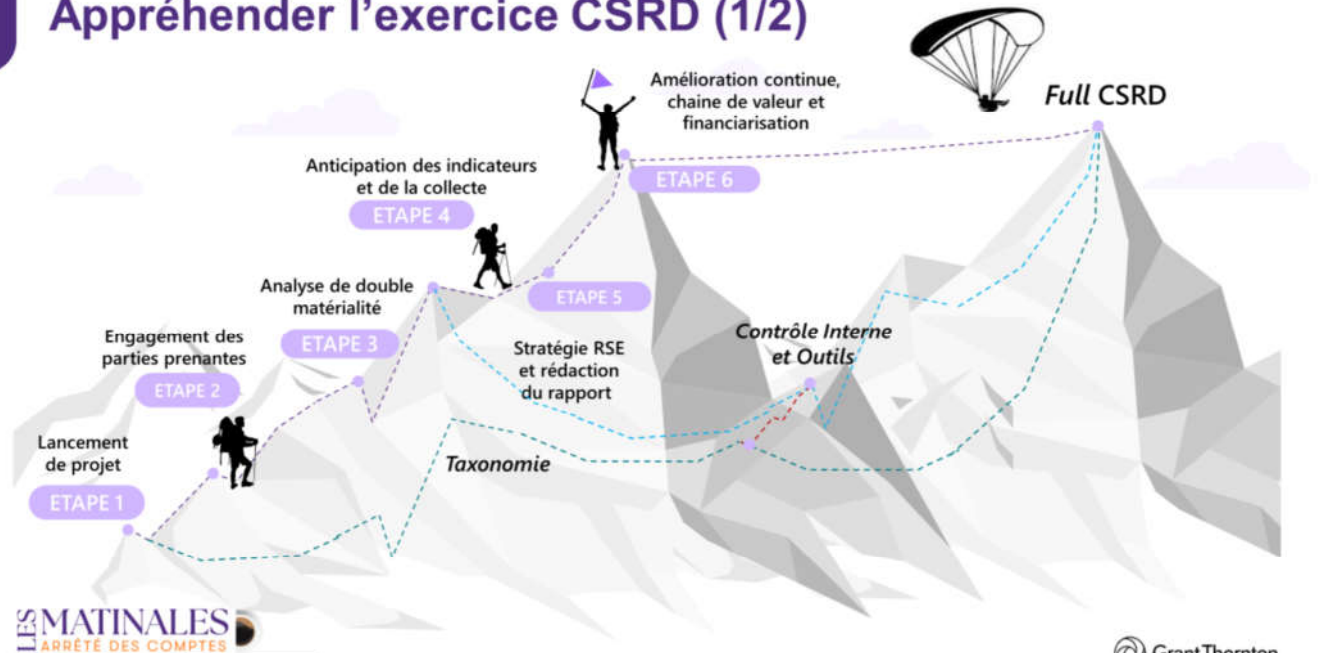 Appréhender l'exercice CSRD (1/2)
Amélioration continue,
chaine de valeur et
financiarisation
Full CSRD
ETAPE 6
Anticipation des indicateurs
et de la collecte
ETAPE 4
ETAPE 5
Analyse de double
matérialité
ETAPE 3
Engagement des
parties prenantes
ETAPE 2
Stratégie RSE
et rédaction
du rapport
Contrôle Interne
et Outils
Lancement
de projet
ETAPE 1
Taxonomie
LES MATINALES
ARRÊTÉ DES COMPTES
Grant Thornton